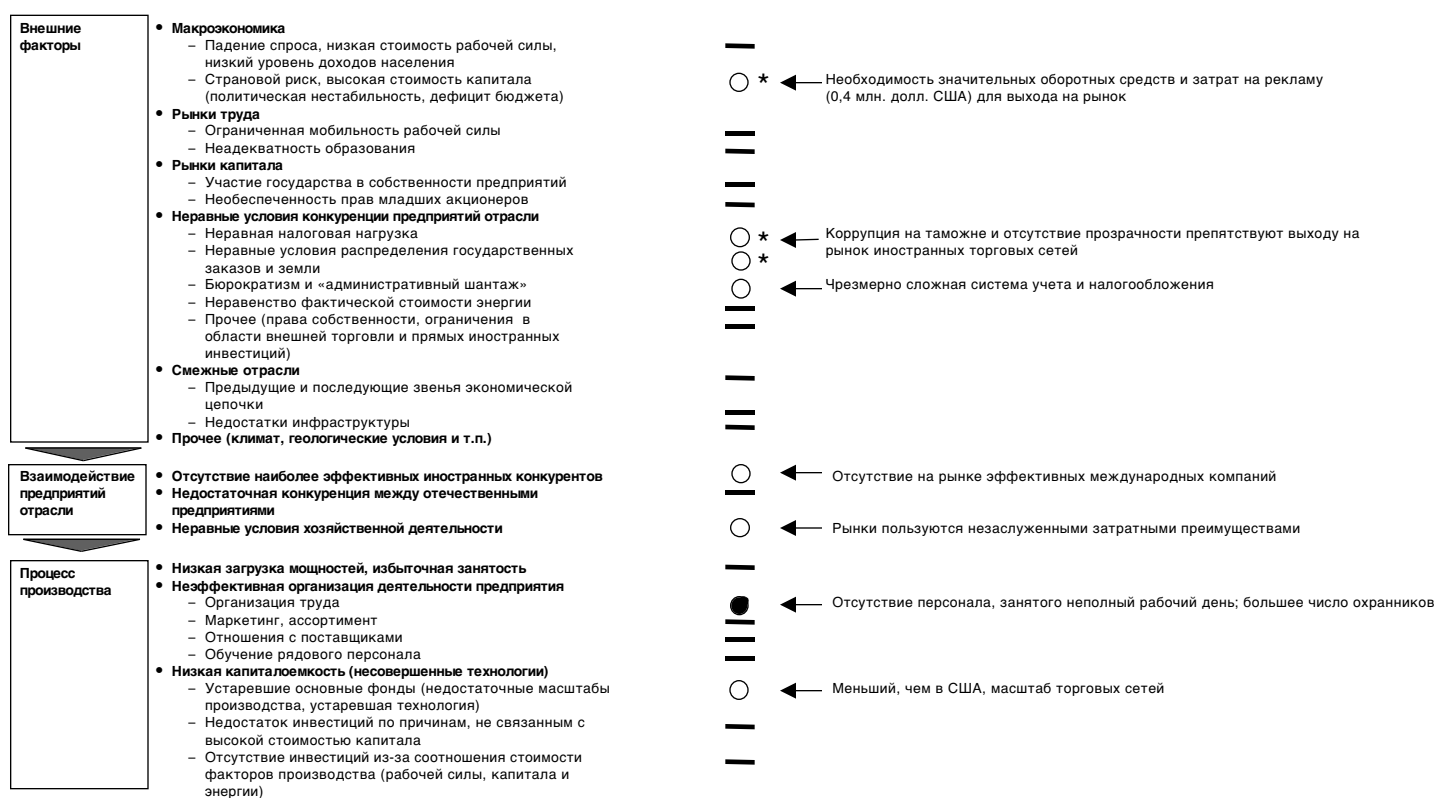 Внешние
факторы
• Макроэкономика
– Падение спроса, низкая стоимость рабочей силы,
низкий уровень доходов населения
– Страновой риск, высокая стоимость капитала
(политическая нестабильность, дефицит бюджета)
*
Необходимость значительных оборотных средств и затрат на рекламу
(0,4 млн. долл. США) для выхода на рынок
• Рынки труда
– Ограниченная мобильность рабочей силы
– Неадекватность образования
• Рынки капитала
– Участие государства в собственности предприятий
– Необеспеченность прав младших акционеров
• Неравные условия конкуренции предприятий отрасли
– Неравная налоговая нагрузка
*
Коррупция на таможне и отсутствие прозрачности препятствуют выходу на
рынок иностранных торговых сетей
– Неравные условия распределения государственных
заказов и земли
*
– Бюрократизм и «административный шантаж»
Чрезмерно сложная система учета и налогообложения
– Неравенство фактической стоимости энергии
– Прочее (права собственности, ограничения в
области внешней торговли и прямых иностранных
инвестиций)
• Смежные отрасли
– Предыдущие и последующие звенья экономической
цепочки
– Недостатки инфраструктуры
• Прочее (климат, геологические условия и т.п.)
Взаимодействие
предприятий
отрасли
• Отсутствие наиболее эффективных иностранных конкурентов
Отсутствие на рынке эффективных международных компаний
• Недостаточная конкуренция между отечественными
предприятиями
• Неравные условия хозяйственной деятельности
Рынки пользуются незаслуженными затратными преимуществами
Процесс
производства
• Низкая загрузка мощностей, избыточная занятость
• Неэффективная организация деятельности предприятия
– Организация труда
Отсутствие персонала, занятого неполный рабочий день; большее число охранников
– Маркетинг, ассортимент
– Отношения с поставщиками
– Обучение рядового персонала
• Низкая капиталоемкость (несовершенные технологии)
– Устаревшие основные фонды (недостаточные масштабы
производства, устаревшая технология)
Меньший, чем в США, масштаб торговых сетей
– Недостаток инвестиций по причинам, не связанным с
высокой стоимостью капитала
– Отсутствие инвестиций из-за соотношения стоимости
факторов производства (рабочей силы, капитала и
энергии)